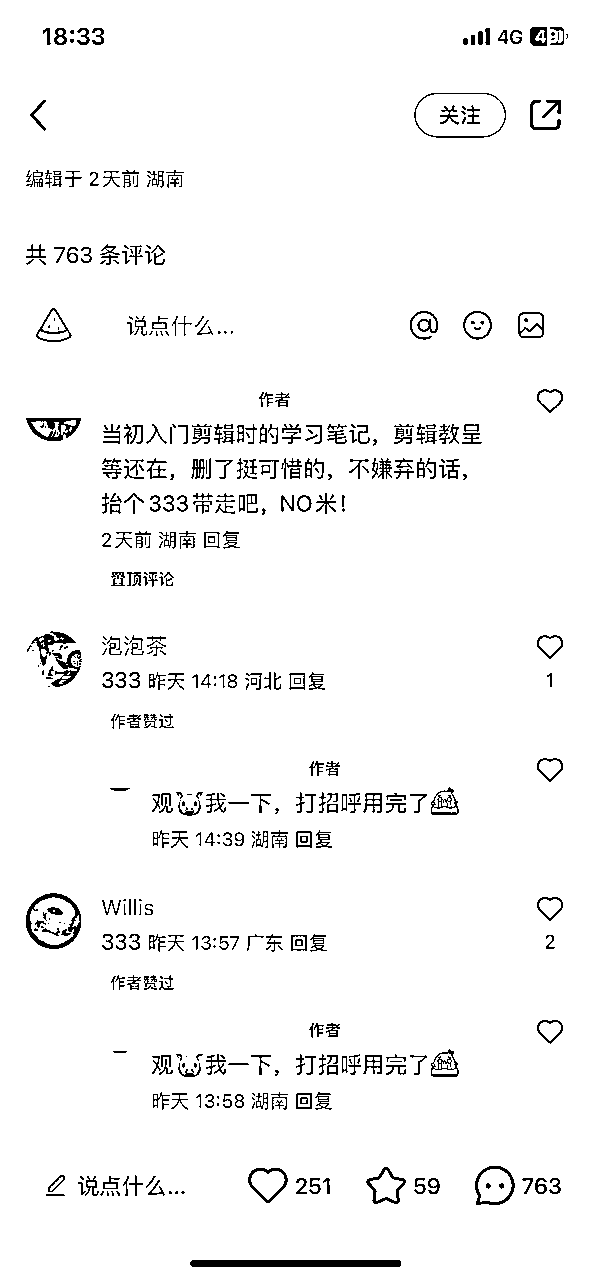 18:33
4G
关注
编辑于 2天前 湖南
共 763 条评论
说点什么...
作者
当初入门剪辑时的学习笔记，剪辑教呈
等还在，删了挺可惜的，不嫌弃的话，
抬个333带走吧，NO米！
2天前 湖南 回复
置顶评论
泡泡茶
333 昨天 14:18 河北 回复
1
作者赞过
作者
观🐷我一下，打招呼用完了
昨天 14:39 湖南 回复
Willis
333 昨天 13:57 广东 回复
2
作者赞过
作者
观🐷我一下，打招呼用完了
昨天 13:58 湖南 回复
说点什么... 251 59 763